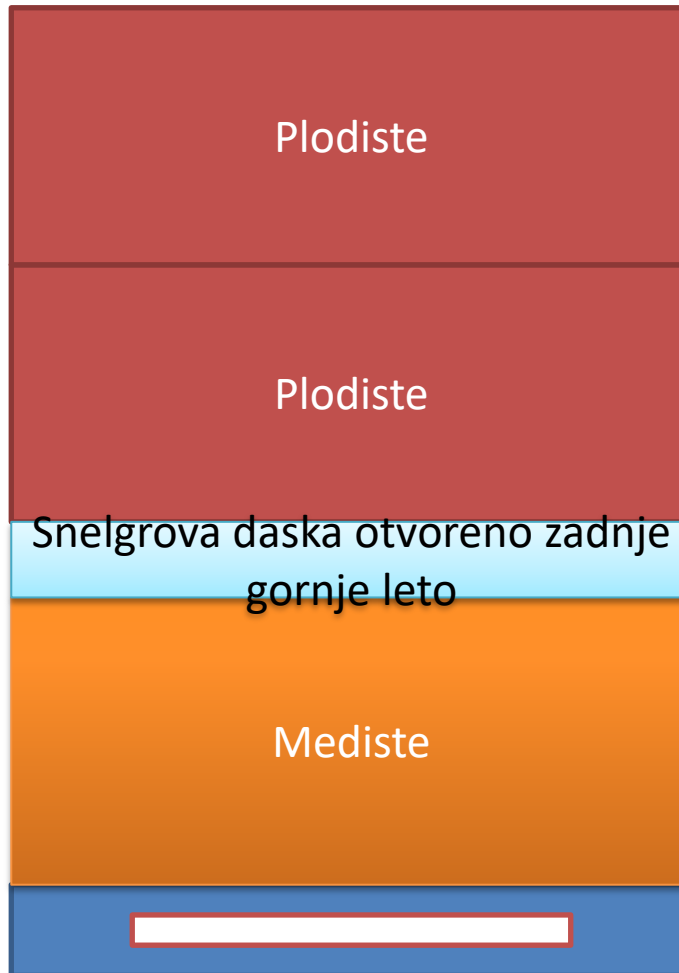 Plodiste
Plodiste
Snelgrova daska otvoreno zadnje
gornje leto
Mediste